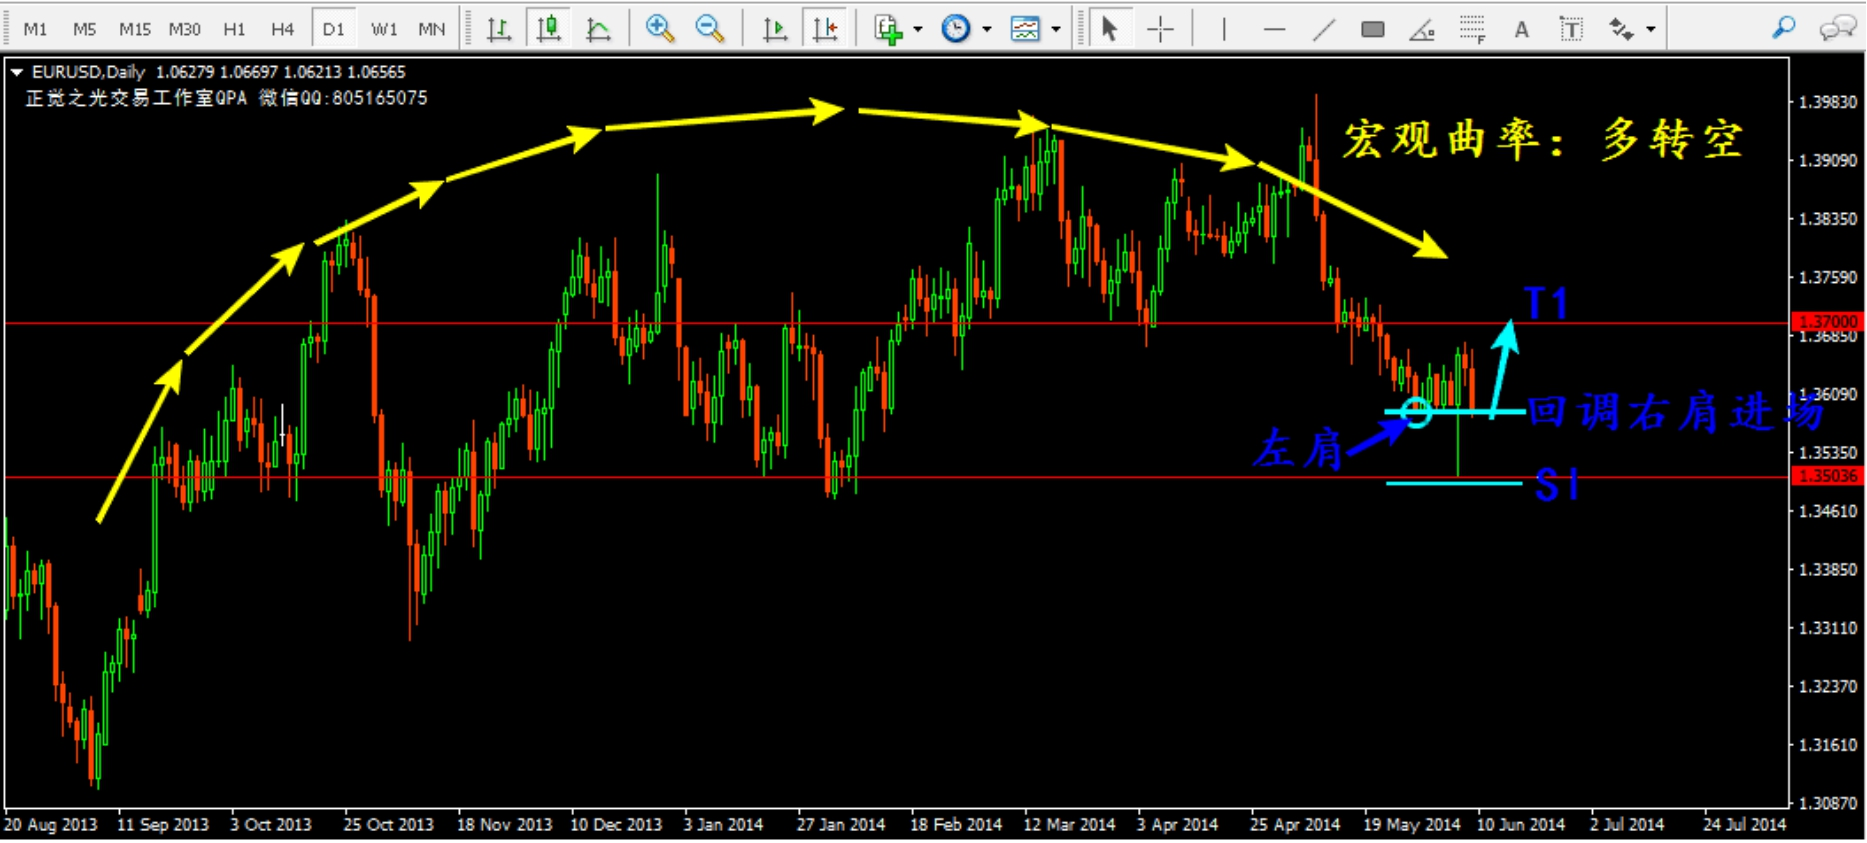 M1 M5 M15 M30 H1 H4 D1 W1 MN
F A T
EURUSD,Daily 1.06279 1.06697 1.06213 1.06565
正觉之光交易工作室QPA 微信QQ:805165075
1.39830
宏观曲率：多转空
1.39090
1.38350
1.37590
T1
1.37000
1.36850
1.36090
回调右肩进场
左肩
1.35350
1.35036
S1
1.34610
1.33850
1.33110
1.32370
1.31610
1.30870
20 Aug 2013 11 Sep 2013 3 Oct 2013 25 Oct 2013 18 Nov 2013 10 Dec 2013 3 Jan 2014 27 Jan 2014 18 Feb 2014 12 Mar 2014 3 Apr 2014 25 Apr 2014 19 May 2014 10 Jun 2014 2 Jul 2014 24 Jul 2014